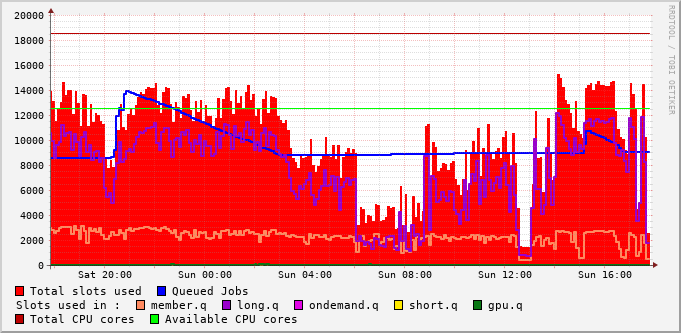 20000
18000
16000
14000
12000
10000
8000
6000
4000
2000
0
Sat 20:00 Sun 00:00 Sun 04:00 Sun 08:00 Sun 12:00 Sun 16:00
Total slots used Queued Jobs
Slots used in : member.q long.q ondemand.q short.q gpu.q
Total CPU cores Available CPU cores
RRDTOOL / TOBI OETIKER